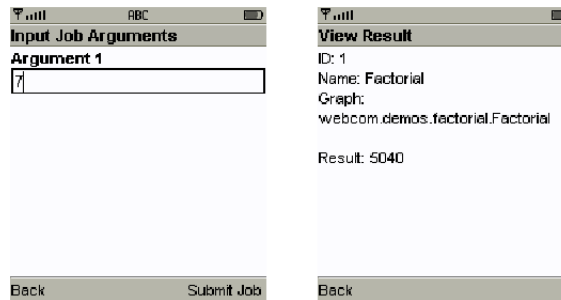 ABC
Input Job Arguments
Argument 1
7
Back Submit Job
View Result
ID: 1
Name: Factorial
Graph:
webcom.demos.factorial.Factorial
Result: 5040
Back